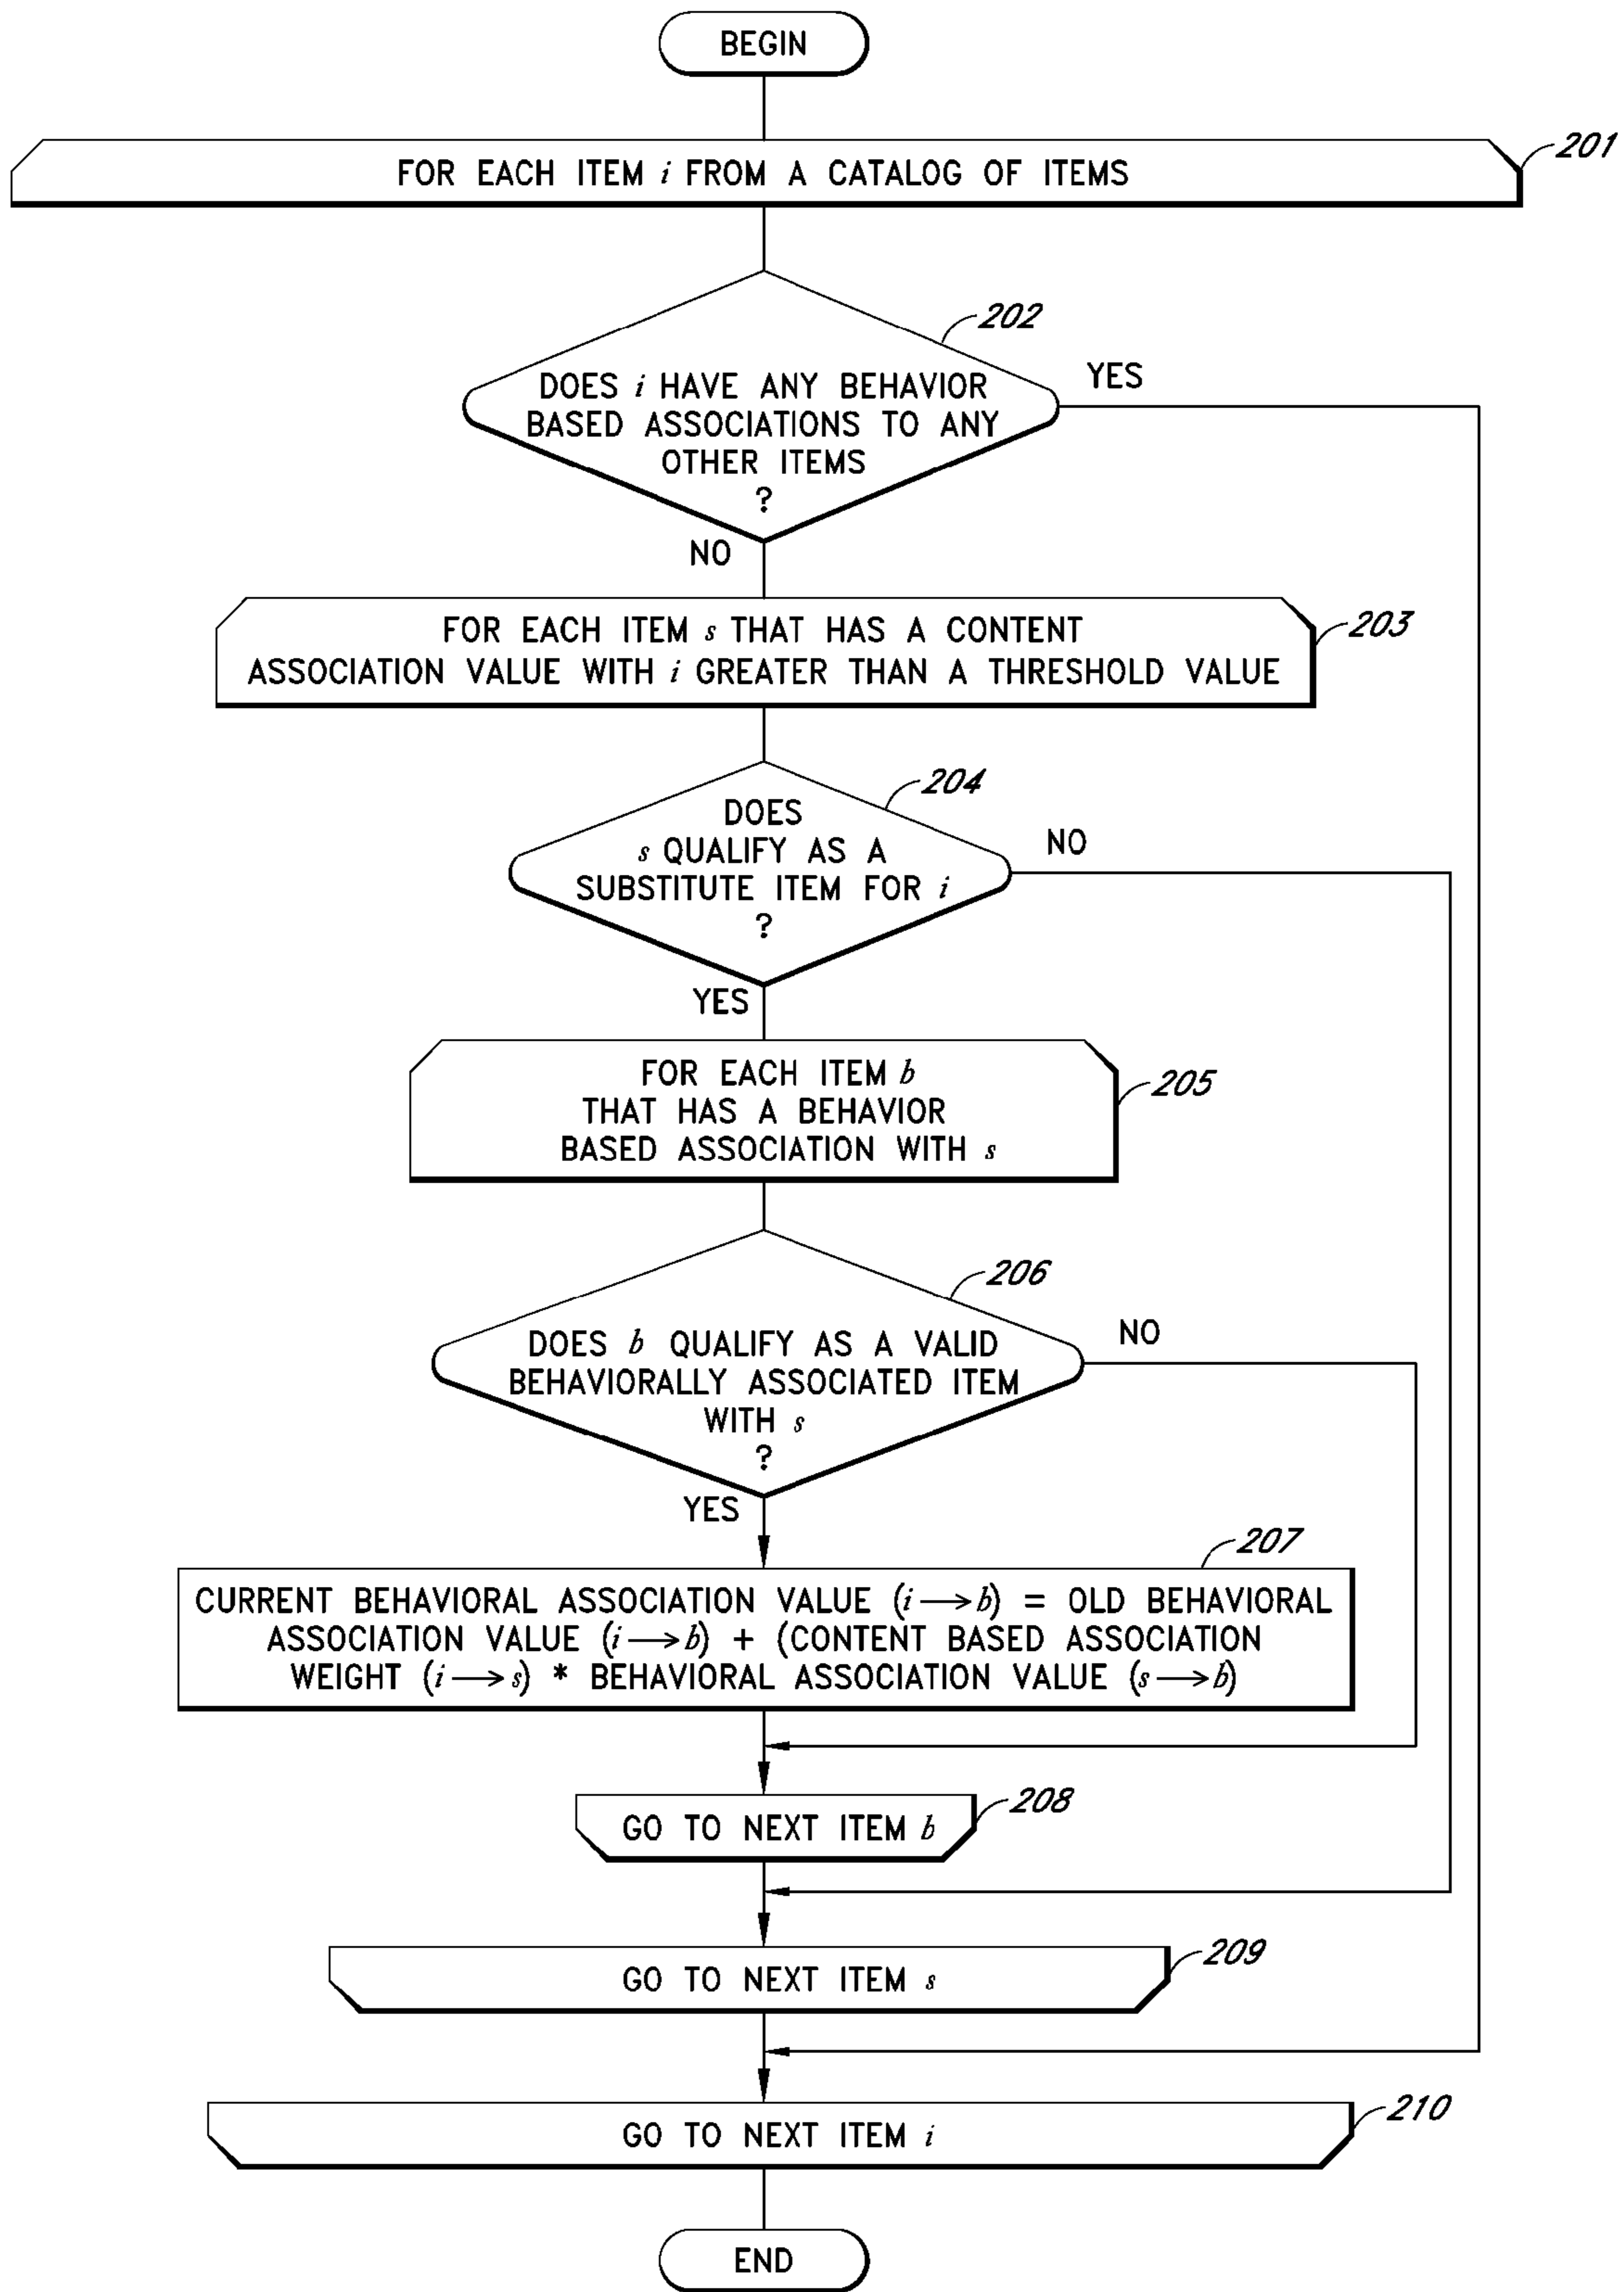 BEGIN
201
FOR EACH ITEM i FROM A CATALOG OF ITEMS
202
YES
DOES i HAVE ANY BEHAVIOR
BASED ASSOCIATIONS TO ANY
OTHER ITEMS
?
NO
203
FOR EACH ITEM s THAT HAS A CONTENT
ASSOCIATION VALUE WITH i GREATER THAN A THRESHOLD VALUE
204
DOES
NO
s QUALIFY AS A
SUBSTITUTE ITEM FOR i
?
YES
FOR EACH ITEM b
205
THAT HAS A BEHAVIOR
BASED ASSOCIATION WITH s
206
NO
DOES b QUALIFY AS A VALID
BEHAVIORALLY ASSOCIATED ITEM
WITH s
?
YES
207
CURRENT BEHAVIORAL ASSOCIATION VALUE (i → b) = OLD BEHAVIORAL
ASSOCIATION VALUE (i → b) + (CONTENT BASED ASSOCIATION
WEIGHT (i → s) * BEHAVIORAL ASSOCIATION VALUE (s → b)
208
GO TO NEXT ITEM b
209
GO TO NEXT ITEM s
210
GO TO NEXT ITEM i
END